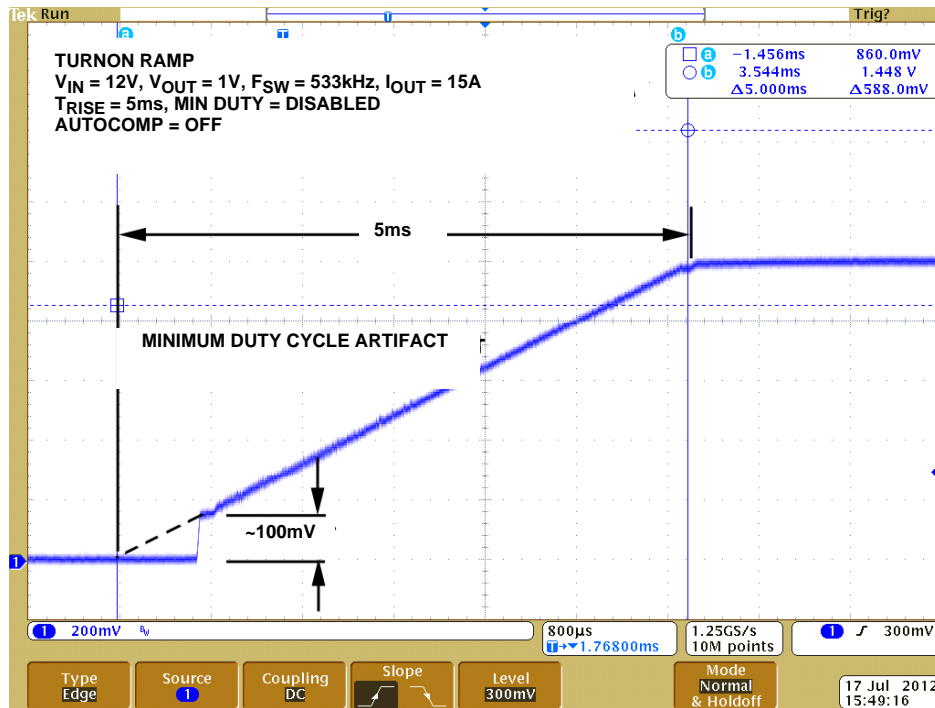 Tek Run Trig?
a b
T T
TURNON RAMP
VIN = 12V, VOUT = 1V, FSW = 533kHz, IOUT = 15A
TRISE = 5ms, MIN DUTY = DISABLED
AUTOCOMP = OFF
a −1.456ms 860.0mV
b 3.544ms 1.448 V
Δ5.000ms Δ588.0mV
5ms
MINIMUM DUTY CYCLE ARTIFACT
~100mV
1
1 200mV BW
800µs
T→▼1.76800ms
1.25GS/s
10M points
1 300mV
Type
Edge
Source
1
Coupling
DC
Slope
Level
300mV
Mode
Normal
& Holdoff
17 Jul 2012
15:49:16